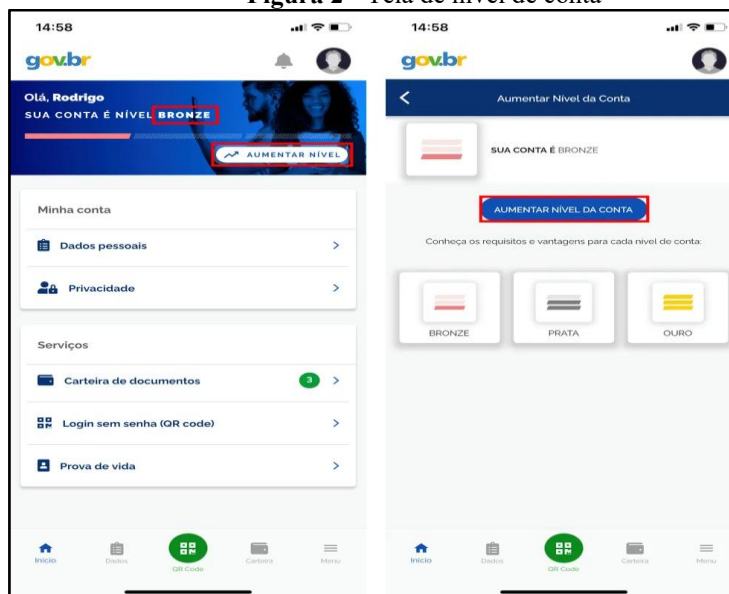 Figura 2 - Tela de nível de conta
14:58
gov.br
Olá, Rodrigo
SUA CONTA É NÍVEL BRONZE
AUMENTAR NÍVEL
Minha conta
Dados pessoais
Privacidade
Serviços
Carteira de documentos
3
Login sem senha (QR code)
Prova de vida
Início
Dados
QR Code
Carteira
Menu
14:58
gov.br
Aumentar Nível da Conta
SUA CONTA É BRONZE
AUMENTAR NÍVEL DA CONTA
Conheça os requisitos e vantagens para cada nível de conta:
BRONZE
PRATA
OURO
Início
Dados
QR Code
Carteira
Menu